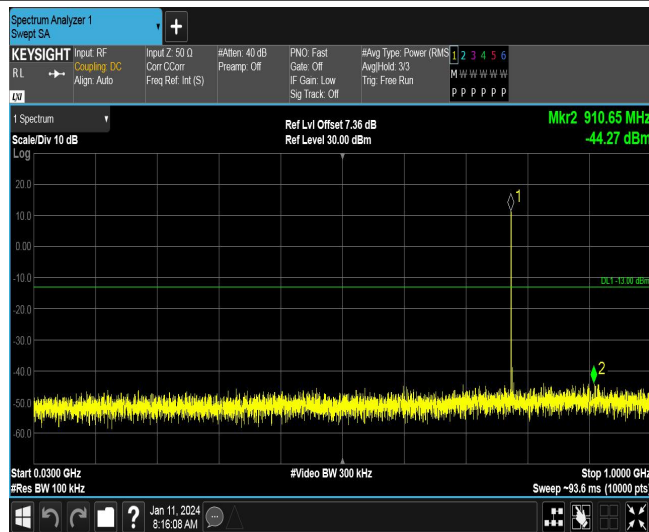 Spectrum Analyzer 1
Swept SA
+
KEYSIGHT
RL
LXI
Input: RF
Coupling: DC
Align: Auto
Input Z: 50 Ω
Corr CCorr
Freq Ref: Int (S)
#Atten: 40 dB
Preamp: Off
PNO: Fast
Gate: Off
IF Gain: Low
Sig Track: Off
#Avg Type: Power (RMS
Avg|Hold: 3/3
Trig: Free Run
1 2 3 4 5 6
M W W W W W
P P P P P P
1 Spectrum
Scale/Div 10 dB
Log
Ref Lvl Offset 7.36 dB
Ref Level 30.00 dBm
Mkr2 910.65 MHz
-44.27 dBm
20.0
10.0
0.00
-10.0
-20.0
-30.0
-40.0
-50.0
-60.0
1
DL1 -13.00 dBm
2
Start 0.0300 GHz
#Res BW 100 kHz
#Video BW 300 kHz
Stop 1.0000 GHz
Sweep ~93.6 ms (10000 pts)
?
Jan 11, 2024
8:16:08 AM